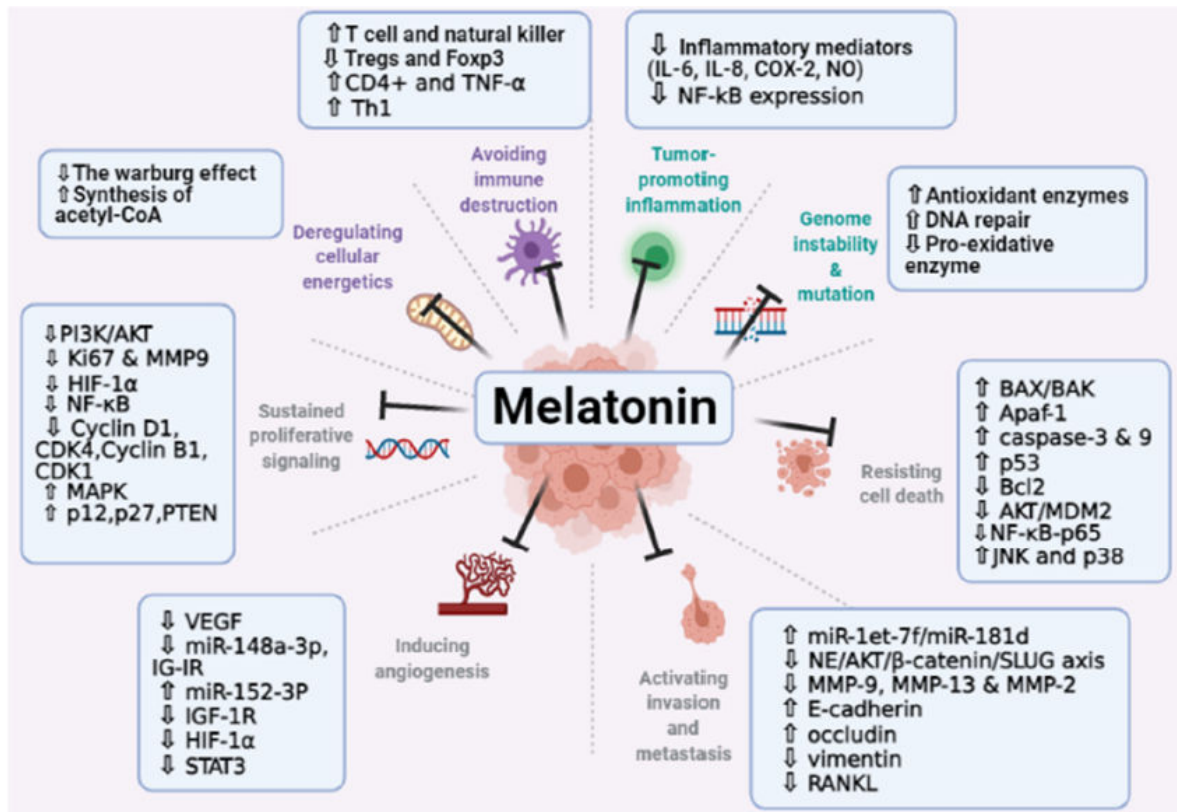 ⇧T cell and natural killer
⇩ Tregs and Foxp3
⇧CD4+ and TNF-α
⇧ Th1
⇩ Inflammatory mediators
(IL-6, IL-8, COX-2, NO)
⇩ NF-kB expression
⇩The warburg effect
⇧Synthesis of
acetyl-CoA
Avoiding
immune
destruction
Tumor-
promoting
inflammation
⇧Antioxidant enzymes
⇧ DNA repair
⇩ Pro-oxidative
enzyme
Deregulating
cellular
energetics
Genome
instability
&
mutation
⇩PI3K/AKT
⇩ Ki67 & MMP9
⇩ HIF-1α
⇩ NF-κB
⇩ Cyclin D1,
CDK4,Cyclin B1,
CDK1
⇧ MAPK
⇧ p12,p27,PTEN
Sustained
proliferative
signaling
Melatonin
Resisting
cell death
⇧ BAX/BAK
⇧ Apaf-1
⇧ caspase-3 & 9
⇧ p53
⇩ Bcl2
⇩ AKT/MDM2
⇩NF-κB-p65
⇧JNK and p38
⇩ VEGF
⇩ miR-148a-3p,
IG-IR
⇧ miR-152-3P
⇩ IGF-1R
⇩ HIF-1α
⇩ STAT3
Inducing
angiogenesis
Activating
invasion
and
metastasis
⇧ miR-1et-7f/miR-181d
⇩ NE/AKT/β-catenin/SLUG axis
⇩ MMP-9, MMP-13 & MMP-2
⇧ E-cadherin
⇧ occludin
⇩ vimentin
⇩ RANKL